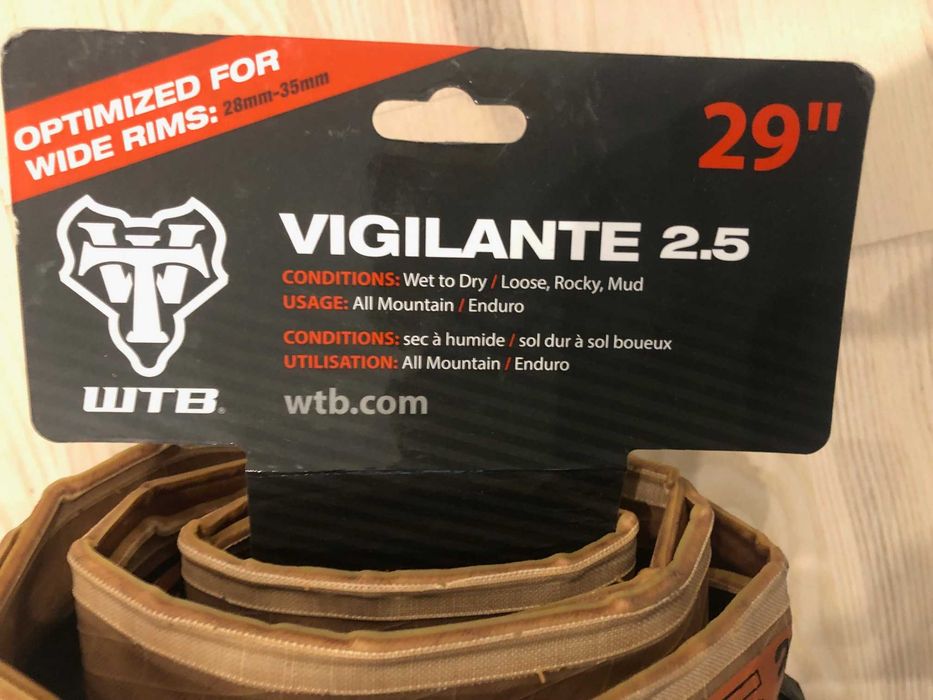 OPTIMIZED FOR
WIDE RIMS: 28mm-35mm
29"
VIGILANTE 2.5
CONDITIONS: Wet to Dry / Loose, Rocky, Mud
USAGE: All Mountain / Enduro
CONDITIONS: sec à humide / sol dur à sol boueux
UTILISATION: All Mountain / Enduro
WTB
WTB®
wtb.com